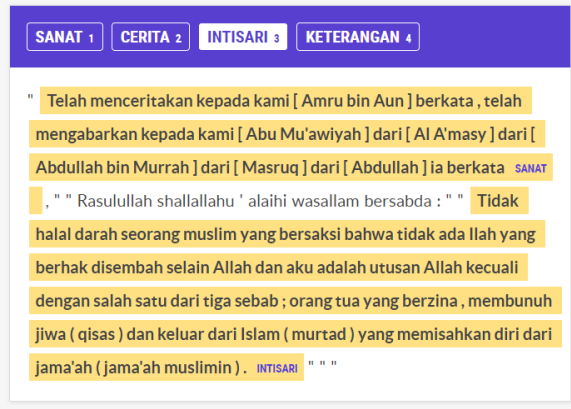 SANAT 1 CERITA 2 INTISARI 3 KETERANGAN 4
" Telah menceritakan kepada kami [ Amru bin Aun ] berkata , telah
mengabarkan kepada kami [ Abu Mu'awiyah ] dari [ Al A'masy ] dari [
Abdullah bin Murrah ] dari [ Masruq ] dari [ Abdullah ] ia berkata SANAT
, " " Rasulullah shallallahu ' alaihi wasallam bersabda : " " Tidak
halal darah seorang muslim yang bersaksi bahwa tidak ada Ilah yang
berhak disembah selain Allah dan aku adalah utusan Allah kecuali
dengan salah satu dari tiga sebab ; orang tua yang berzina , membunuh
jiwa ( qisas ) dan keluar dari Islam ( murtad ) yang memisahkan diri dari
jama'ah ( jama'ah muslimin ) . INTISARI " " "